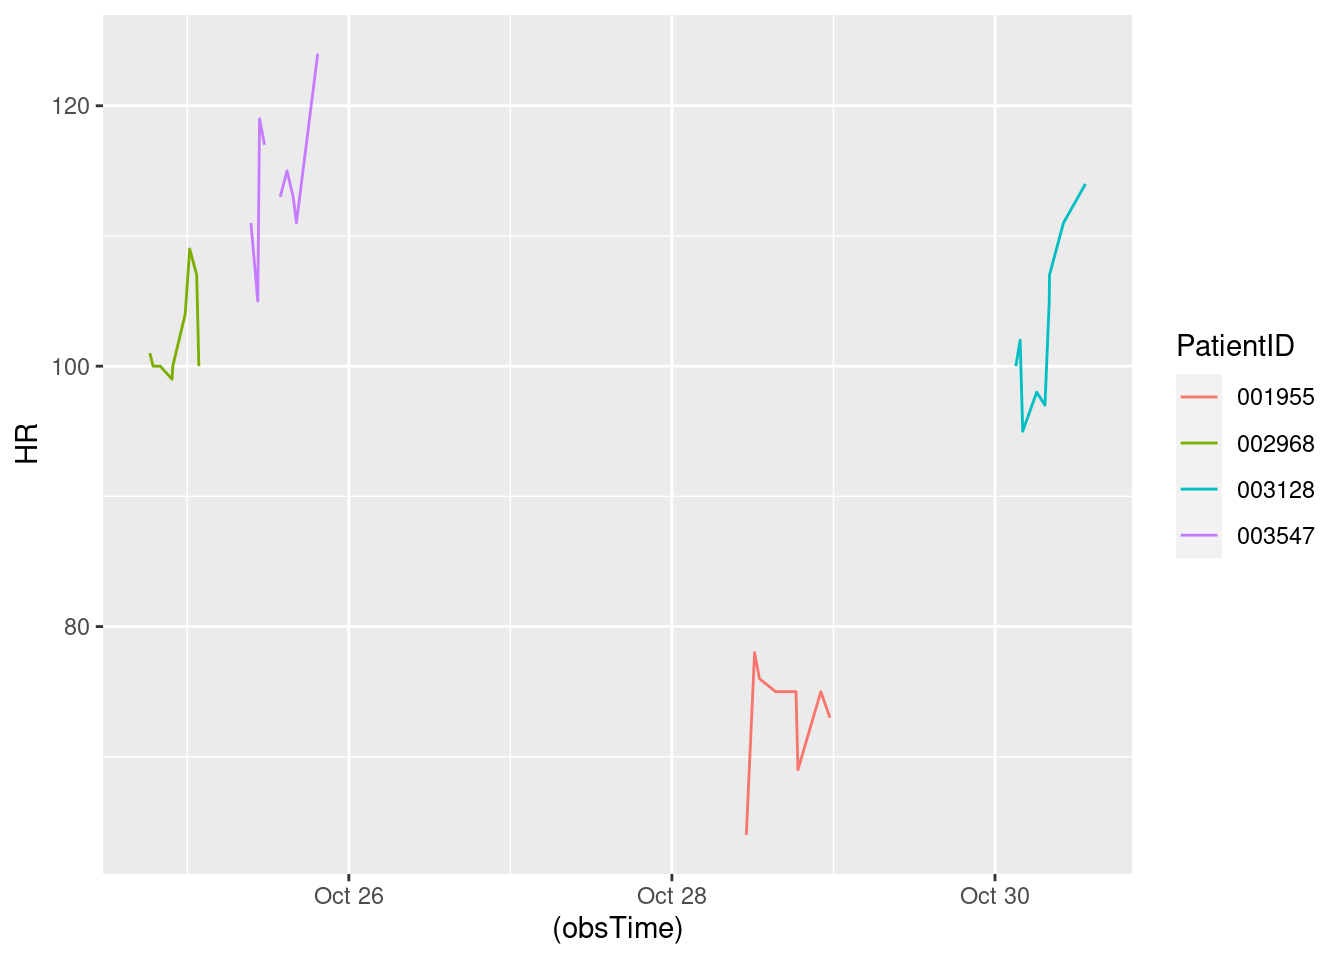 HR
120
100
80
Oct 26
Oct 28
Oct 30
(obsTime)
PatientID
001955
002968
003128
003547